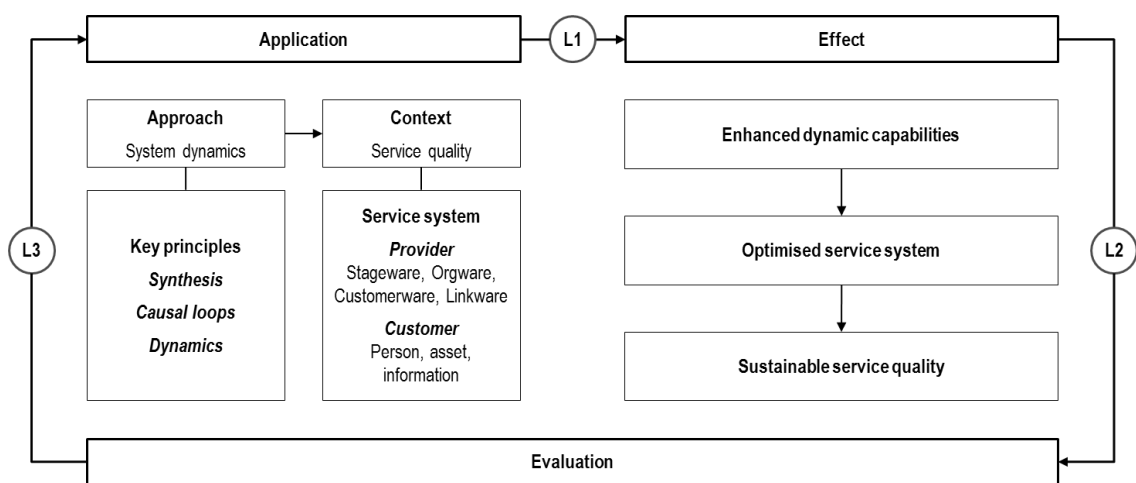 Application
L1
Effect
Approach
System dynamics
Context
Service quality
Enhanced dynamic capabilities
Key principles
Synthesis
Causal loops
Dynamics
Service system
Provider
Stageware, Orgware,
Customerware, Linkware
Customer
Person, asset,
information
Optimised service system
Sustainable service quality
L3
L2
Evaluation